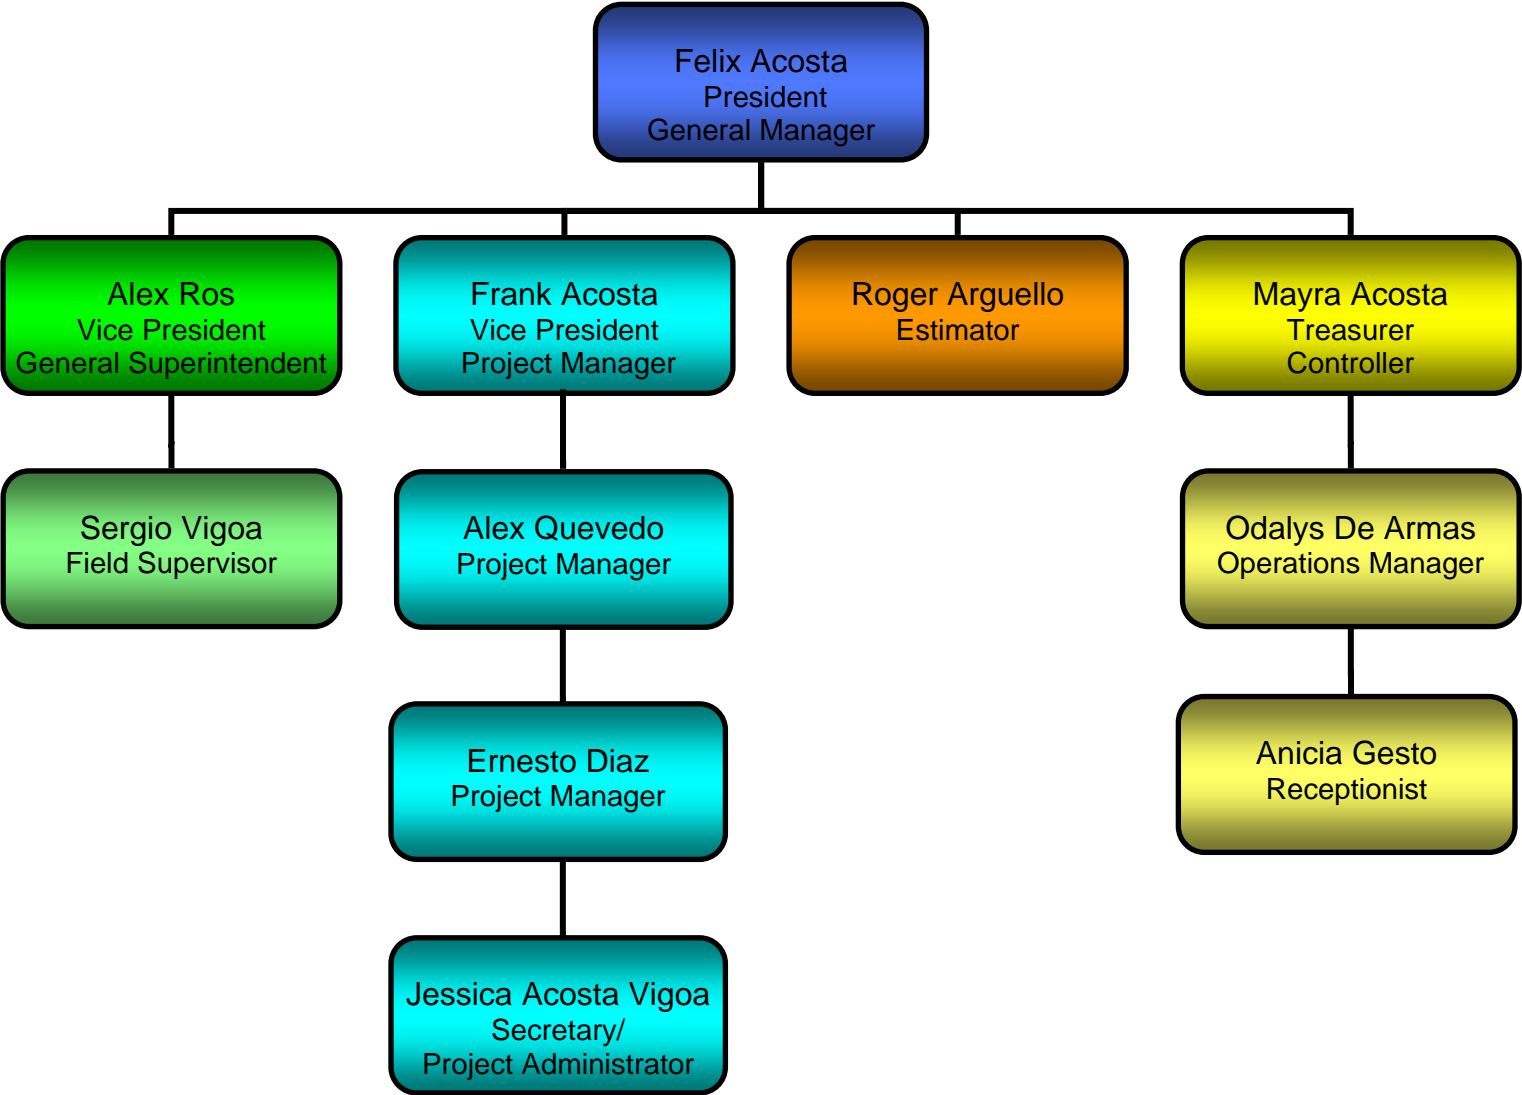 Felix Acosta
President
General Manager
Alex Ros
Vice President
General Superintendent
Frank Acosta
Vice President
Project Manager
Roger Arguello
Estimator
Mayra Acosta
Treasurer
Controller
Sergio Vigoa
Field Supervisor
Alex Quevedo
Project Manager
Odalys De Armas
Operations Manager
Ernesto Diaz
Project Manager
Anicia Gesto
Receptionist
Jessica Acosta Vigoa
Secretary/
Project Administrator